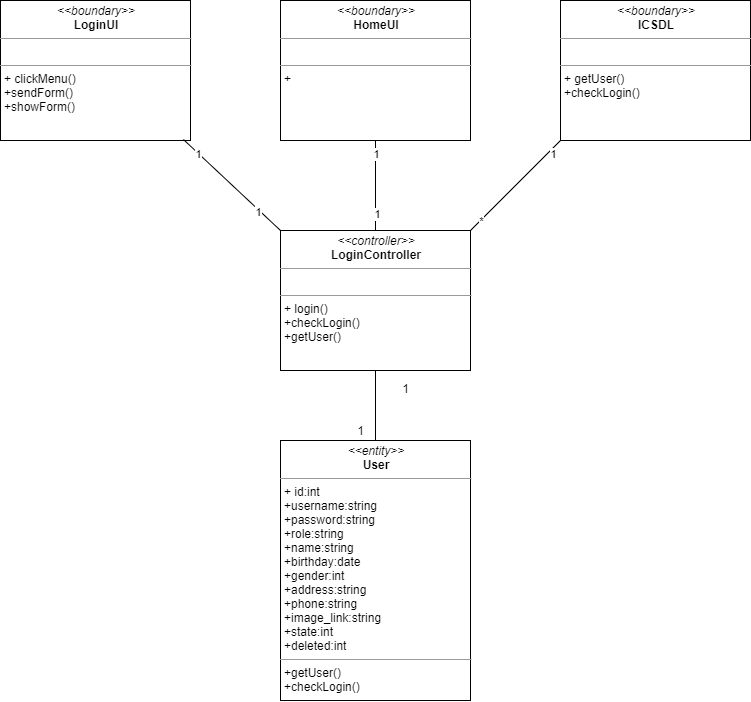 <<boundary>>
LoginUI
+ clickMenu()
+sendForm()
+showForm()
<<boundary>>
HomeUI
+
<<boundary>>
ICSDL
+ getUser()
+checkLogin()
1
1
1
1
1
*
<<controller>>
LoginController
+ login()
+checkLogin()
+getUser()
1
1
<<entity>>
User
+ id:int
+username:string
+password:string
+role:string
+name:string
+birthday:date
+gender:int
+address:string
+phone:string
+image_link:string
+state:int
+deleted:int
+getUser()
+checkLogin()